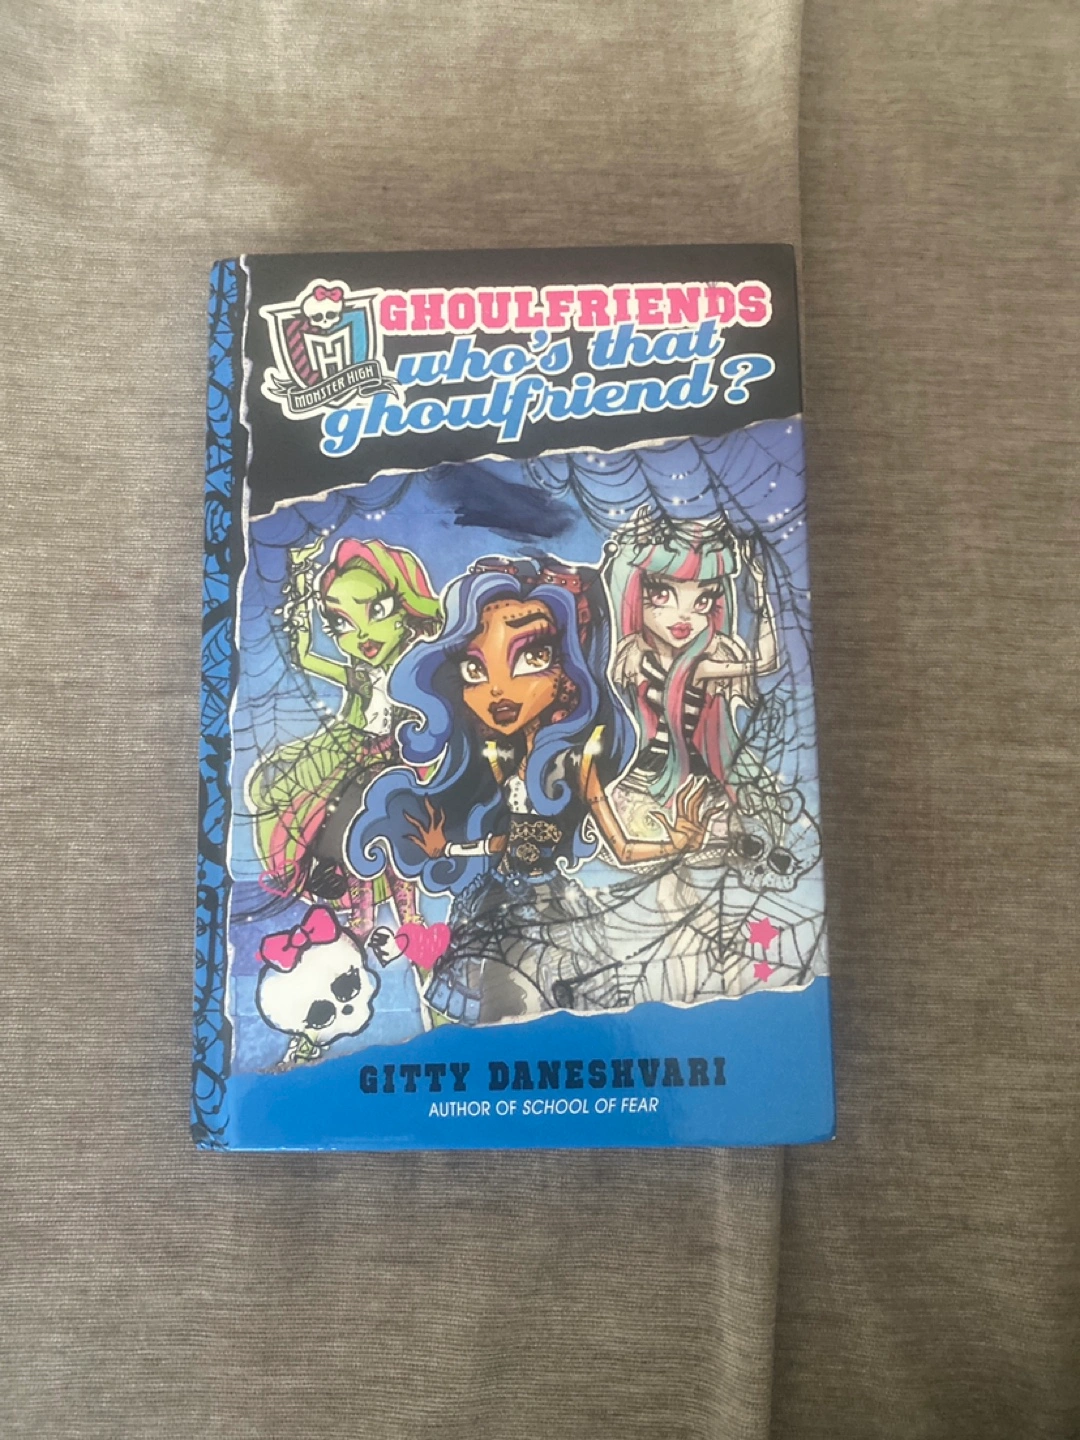 GHOULFRIENDS
who's that
ghoulfriend?
H
MONSTER HIGH
GITTY DANESHVARI
AUTHOR OF SCHOOL OF FEAR